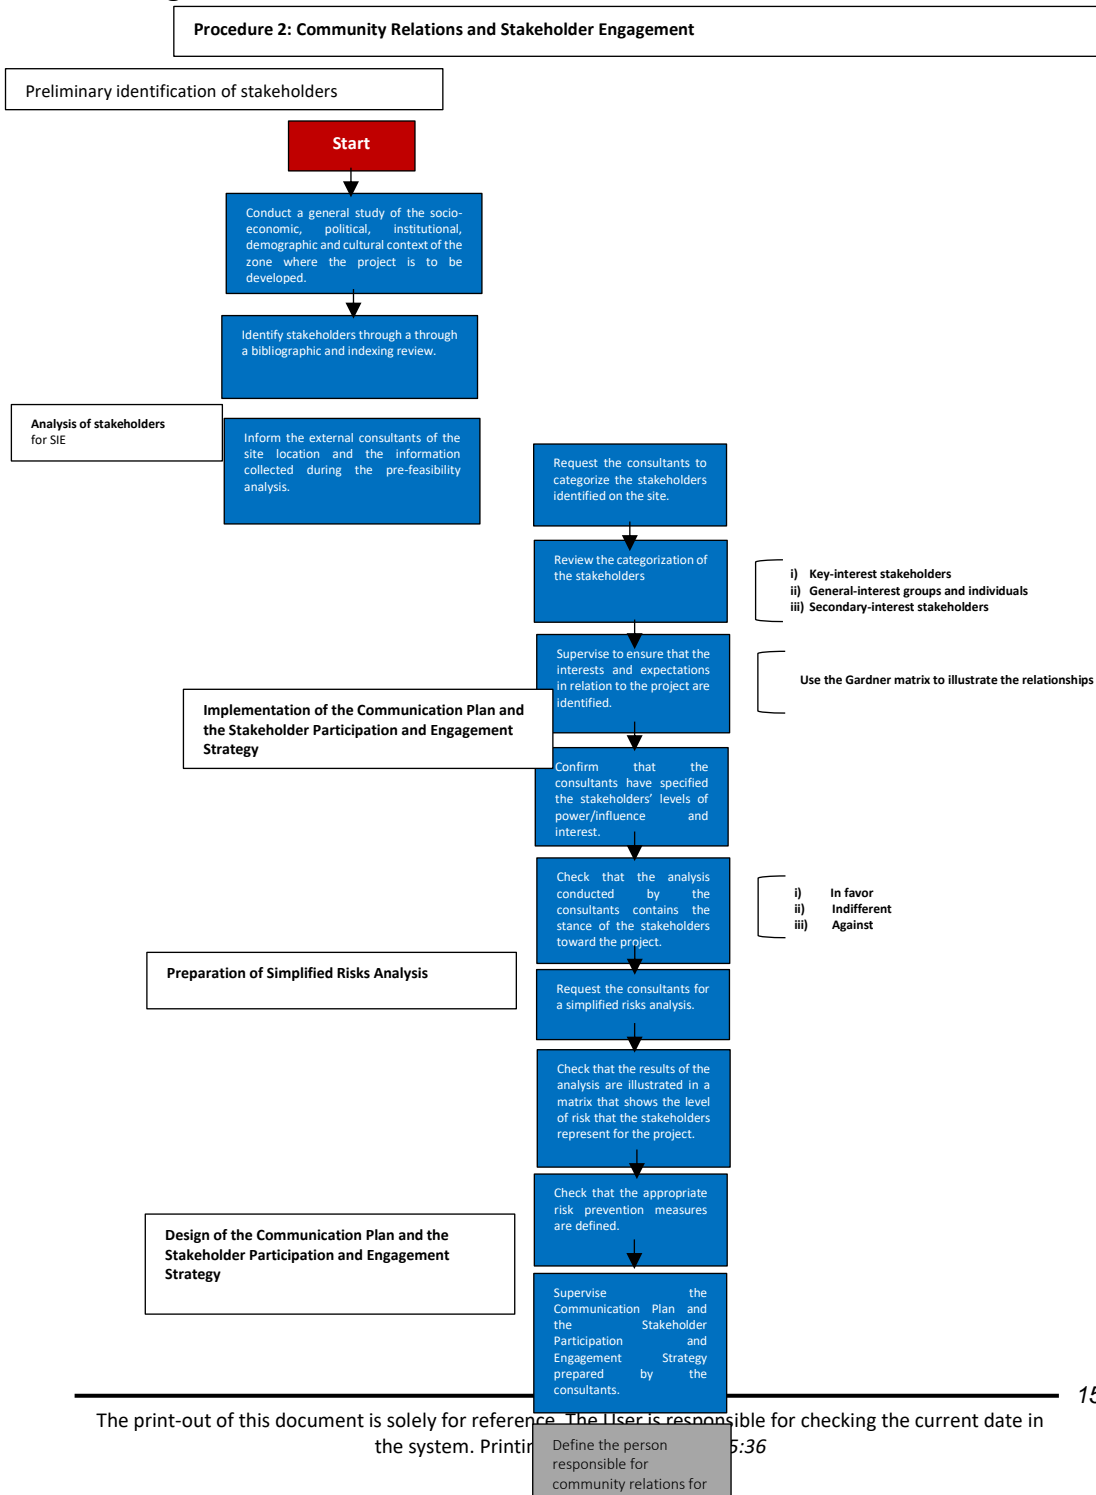 Procedure 2: Community Relations and Stakeholder Engagement
Preliminary identification of stakeholders
Start
Conduct a general study of the socio-
economic, political, institutional,
demographic and cultural context of the
zone where the project is to be
developed.
Identify stakeholders through a through
a bibliographic and indexing review.
Analysis of stakeholders
for SIE
Inform the external consultants of the
site location and the information
collected during the pre-feasibility
analysis.
Request the consultants to
categorize the stakeholders
identified on the site.
Review the categorization of
the stakeholders
i) Key-interest stakeholders
ii) General-interest groups and individuals
iii) Secondary-interest stakeholders
Supervise to ensure that the
interests and expectations
in relation to the project are
identified.
Use the Gardner matrix to illustrate the relationships
Implementation of the Communication Plan and
the Stakeholder Participation and Engagement
Strategy
Confirm that the
consultants have specified
the stakeholders' levels of
power/influence and
interest.
Check that the analysis
conducted by the
consultants contains the
stance of the stakeholders
toward the project.
i) In favor
ii) Indifferent
iii) Against
Preparation of Simplified Risks Analysis
Request the consultants for
a simplified risks analysis.
Check that the results of the
analysis are illustrated in a
matrix that shows the level
of risk that the stakeholders
represent for the project.
Check that the appropriate
risk prevention measures
are defined.
Design of the Communication Plan and the
Stakeholder Participation and Engagement
Strategy
Supervise the
Communication Plan and
the Stakeholder
Participation and
Engagement Strategy
prepared by the
consultants.
15
The print-out of this document is solely for reference. The User is responsible for checking the current date in
the system. Printin 5:36
Define the person
responsible for
community relations for